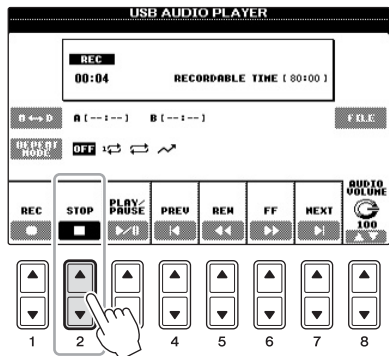 USB AUDIO PLAYER
REC
00:04 RECORDABLE TIME [ 80:00 ]
A [ --:-- ] B [ --:-- ]
FILE
REPEAT MODE
OFF
AUDIO VOLUME
REC STOP PLAY/PAUSE PREV REW FF NEXT
100
1 2 4 5 6 7 8